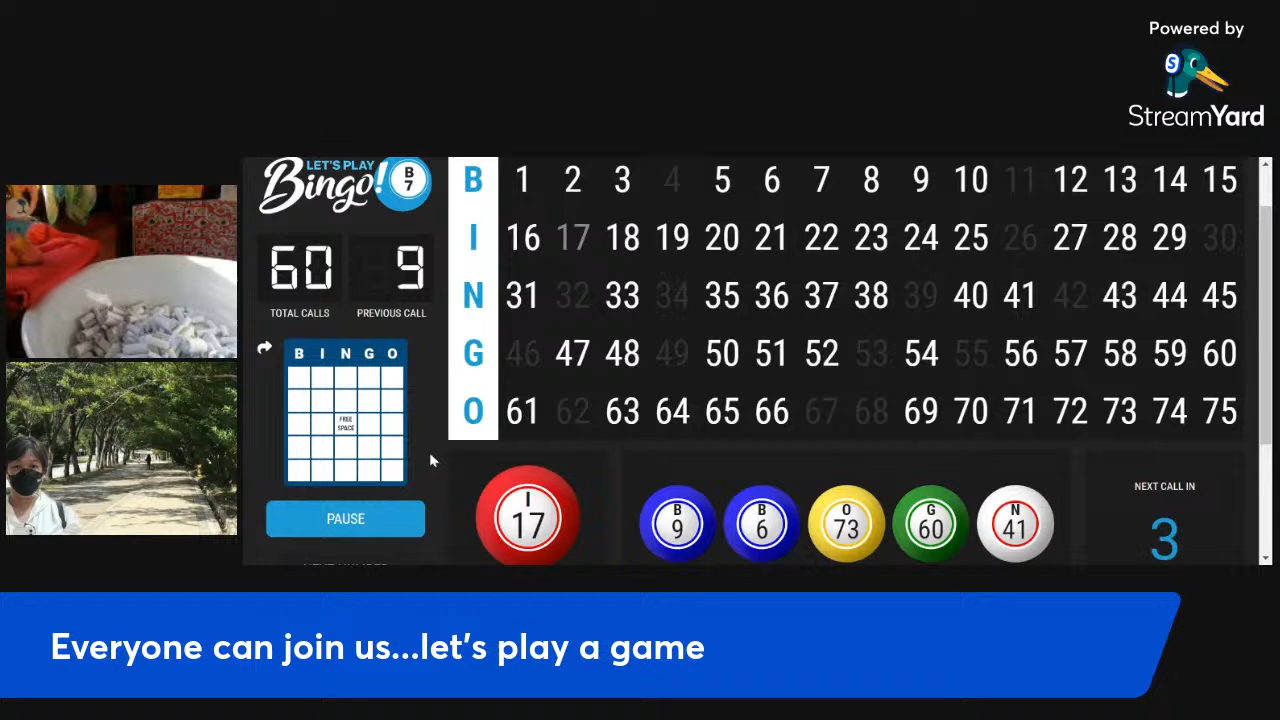 Powered by
StreamYard
LET'S PLAY
Bingo!
B
7
60
9
TOTAL CALLS
PREVIOUS CALL
B I N G O
FREE
SPACE
PAUSE
B 1 2 3 4 5 6 7 8 9 10 11 12 13 14 15
I 16 17 18 19 20 21 22 23 24 25 26 27 28 29 30
N 31 32 33 34 35 36 37 38 39 40 41 42 43 44 45
G 46 47 48 49 50 51 52 53 54 55 56 57 58 59 60
O 61 62 63 64 65 66 67 68 69 70 71 72 73 74 75
I
17
B
9
B
6
O
73
G
60
N
41
NEXT CALL IN
3
Everyone can join us...let's play a game